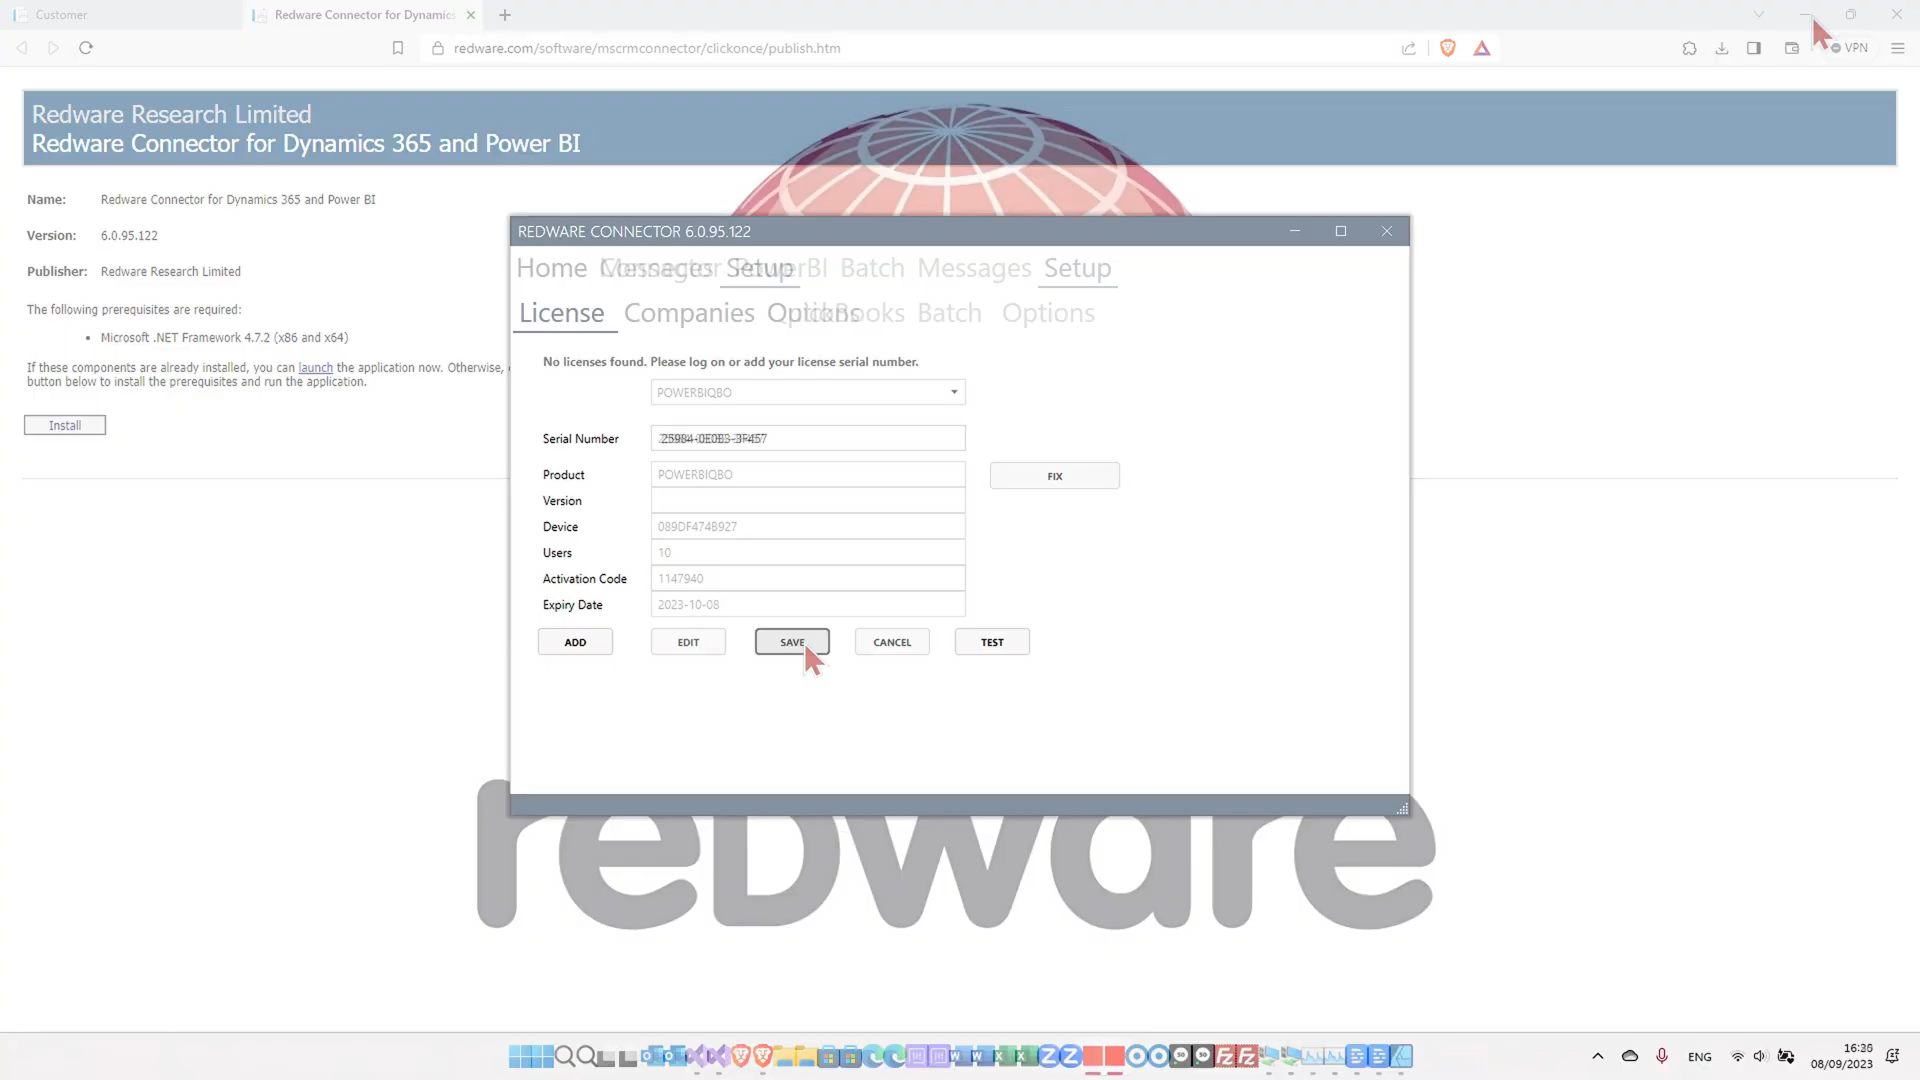 Customer
Redware Connector for Dynamics
redware.com/software/mscrmconnector/clickonce/publish.htm
VPN
Redware Research Limited
Redware Connector for Dynamics 365 and Power BI
Name: Redware Connector for Dynamics 365 and Power BI
Version: 6.0.95.122
Publisher: Redware Research Limited
The following prerequisites are required:
• Microsoft .NET Framework 4.7.2 (x86 and x64)
If these components are already installed, you can launch the application now. Otherwise,
button below to install the prerequisites and run the application.
Install
REDWARE CONNECTOR 6.0.95.122
Home Messages Setup Batch Messages Setup
License Companies Options Batch Options
No licenses found. Please log on or add your license serial number.
POWERBIQBO
Serial Number
Product POWERBIQBO
FIX
Version
Device 089DF474B927
Users 10
Activation Code 1147940
Expiry Date 2023-10-08
ADD EDIT SAVE CANCEL TEST
redware
ENG
16:36
08/09/2023